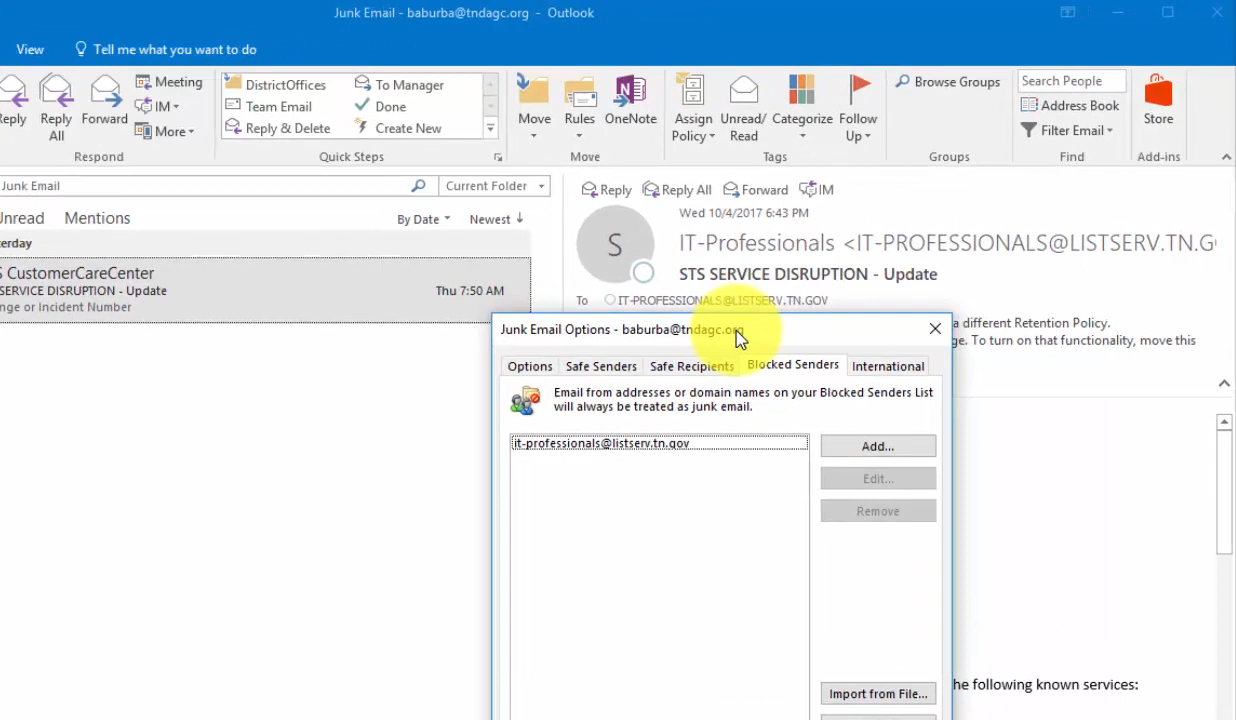 Junk Email - baburba@tndagc.org - Outlook
View
Tell me what you want to do
Reply
Reply All
Forward
Meeting
IM
More
Respond
DistrictOffices
Team Email
Reply & Delete
To Manager
Done
Create New
Quick Steps
Move
Rules
OneNote
Move
Assign Policy
Unread/ Read
Categorize
Follow Up
Tags
Browse Groups
Groups
Search People
Address Book
Filter Email
Find
Store
Add-ins
Junk Email
Current Folder
Unread
Mentions
By Date
Newest
terday
S CustomerCareCenter
SERVICE DISRUPTION - Update
Thu 7:50 AM
nge or Incident Number
Reply
Reply All
Forward
IM
Wed 10/4/2017 6:43 PM
S
IT-Professionals <IT-PROFESSIONALS@LISTSERV.TN.GO
STS SERVICE DISRUPTION - Update
To
IT-PROFESSIONALS@LISTSERV.TN.GOV
a different Retention Policy.
ge. To turn on that functionality, move this
Junk Email Options - baburba@tndagc.org
Options
Safe Senders
Safe Recipients
Blocked Senders
International
Email from addresses or domain names on your Blocked Senders List
will always be treated as junk email.
it-professionals@listserv.tn.gov
Add...
Edit...
Remove
Import from File...
he following known services: